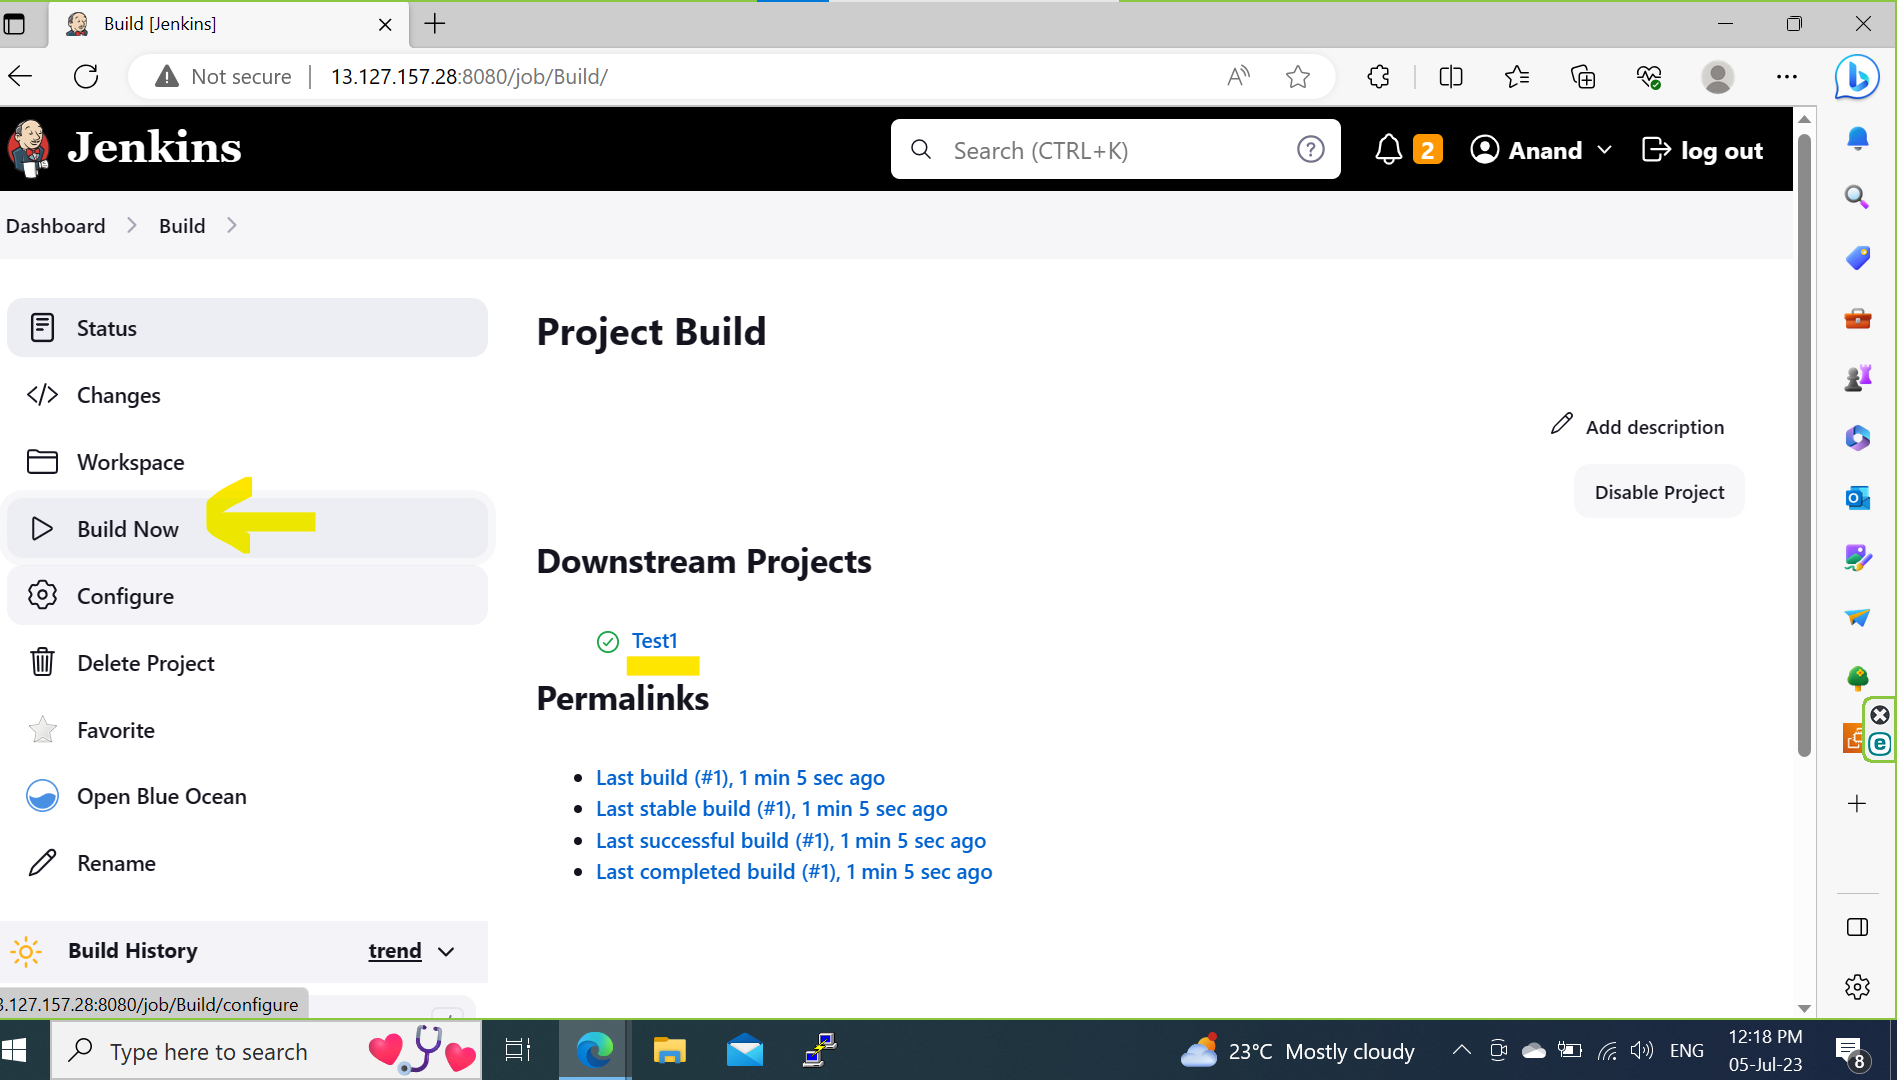 Build [Jenkins]
Not secure
13.127.157.28:8080/job/Build/
Jenkins
Search (CTRL+K)
2
Anand
log out
Dashboard
Build
Status
Changes
Workspace
Build Now
Configure
Delete Project
Favorite
Open Blue Ocean
Rename
Build History
trend
Project Build
Add description
Disable Project
Downstream Projects
Test1
Permalinks
Last build (#1), 1 min 5 sec ago
Last stable build (#1), 1 min 5 sec ago
Last successful build (#1), 1 min 5 sec ago
Last completed build (#1), 1 min 5 sec ago
3.127.157.28:8080/job/Build/configure
Type here to search
23°C Mostly cloudy
ENG
12:18 PM
05-Jul-23
8